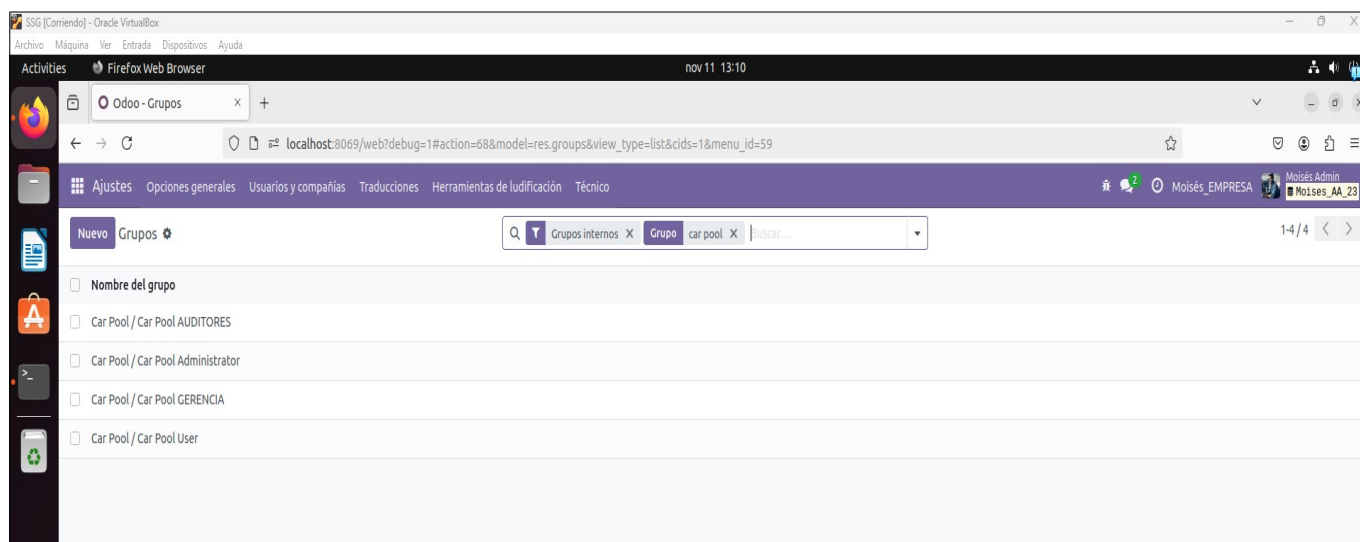 SSG [Corriendo] - Oracle VirtualBox
Archivo Máquina Ver Entrada Dispositivos Ayuda
Activities Firefox Web Browser nov 11 13:10
Odoo - Grupos
localhost:8069/web?debug=1#action=68&model=res.groups&view_type=list&cids=1&menu_id=59
Ajustes Opciones generales Usuarios y compañías Traducciones Herramientas de ludificación Técnico 2 Moisés_EMPRESA Moisés Admin
Moises_AA_23
Nuevo Grupos Grupos internos X Grupo car pool X Buscar... 1-4 / 4
Nombre del grupo
Car Pool / Car Pool AUDITORES
Car Pool / Car Pool Administrator
Car Pool / Car Pool GERENCIA
Car Pool / Car Pool User